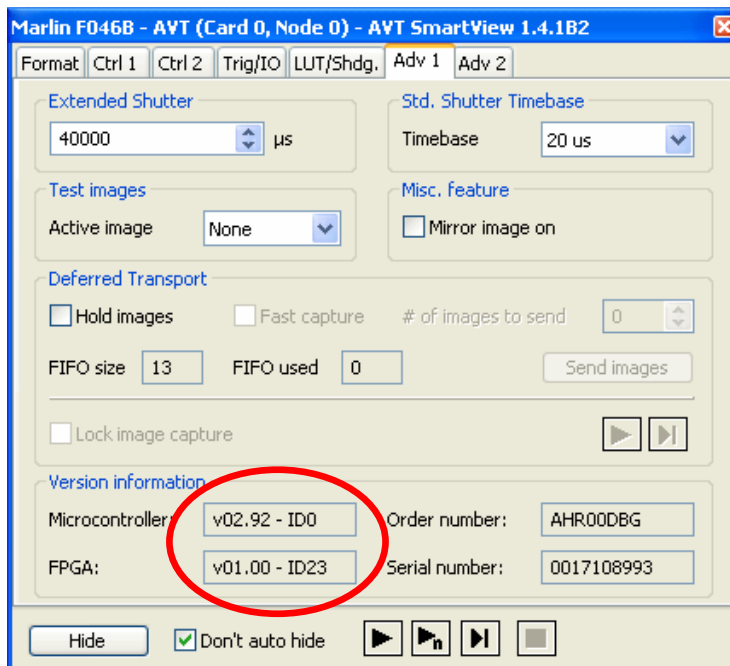 Marlin F046B - AVT (Card 0, Node 0) - AVT SmartView 1.4.1B2
Format Ctrl 1 Ctrl 2 Trig/IO LUT/Shdg. Adv 1 Adv 2
Extended Shutter Std. Shutter Timebase
40000 µs Timebase 20 us
Test images Misc. feature
Active image None Mirror image on
Deferred Transport
Hold images Fast capture # of images to send 0
FIFO size 13 FIFO used 0 Send images
Lock image capture
Version information
Microcontroller: v02.92 - ID0 Order number: AHR00DBG
FPGA: v01.00 - ID23 Serial number: 0017108993
Hide Don't auto hide n